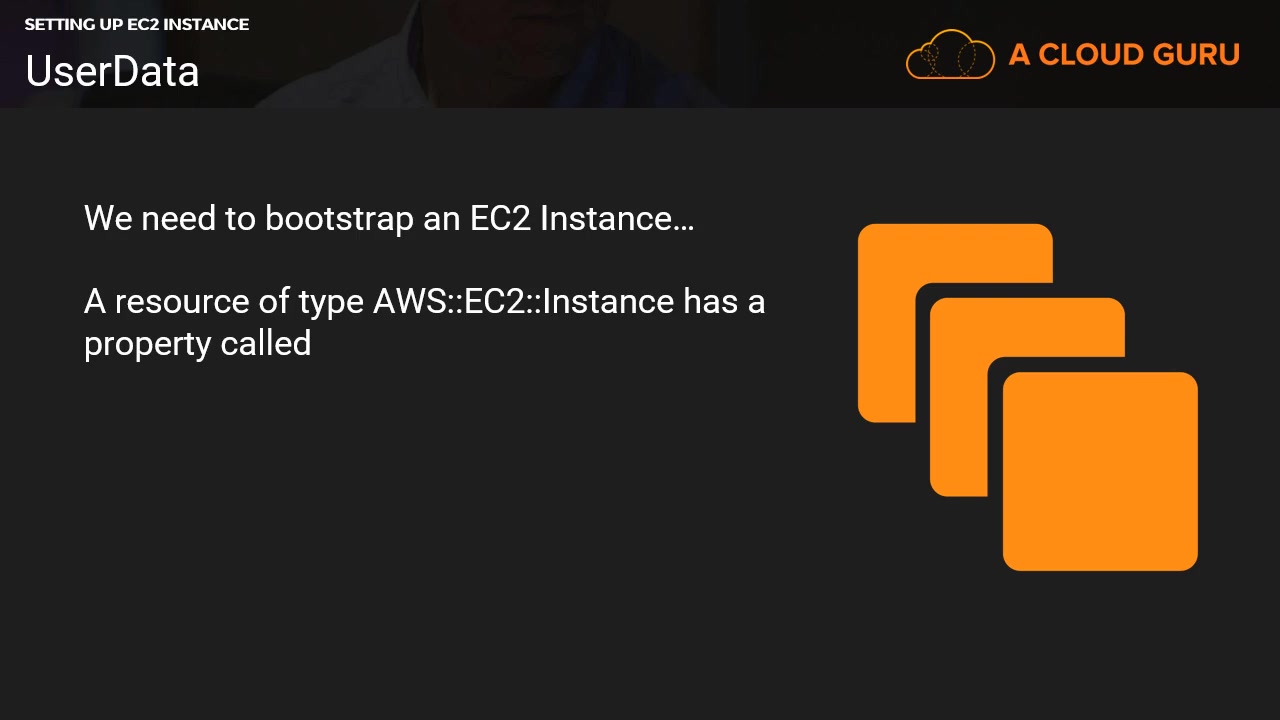 SETTING UP EC2 INSTANCE
UserData
A CLOUD GURU
We need to bootstrap an EC2 Instance...
A resource of type AWS::EC2::Instance has a
property called